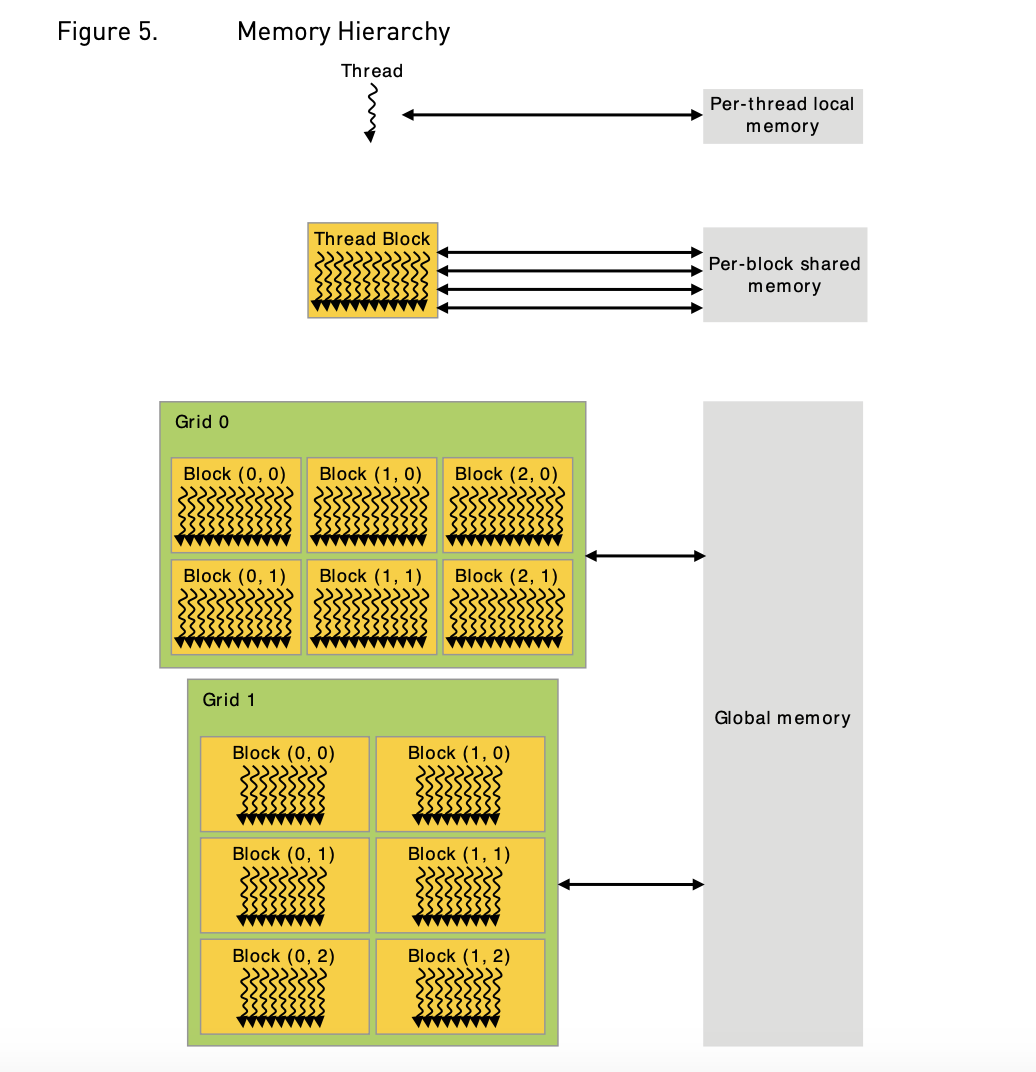 Figure 5. Memory Hierarchy
Thread
Per-thread local
memory
Thread Block
Per-block shared
memory
Grid 0
Block (0, 0) Block (1, 0) Block (2, 0)
Block (0, 1) Block (1, 1) Block (2, 1)
Grid 1
Block (0, 0) Block (1, 0)
Block (0, 1) Block (1, 1)
Block (0, 2) Block (1, 2)
Global memory